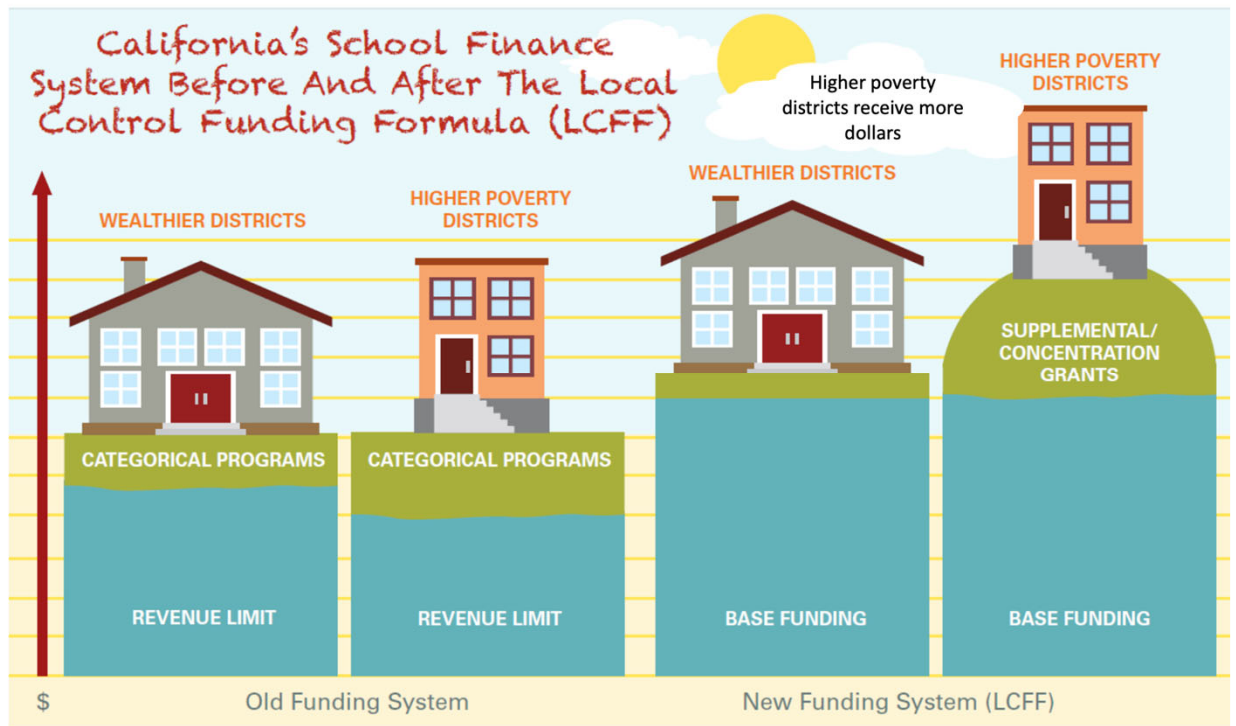 California's School Finance
System Before And After The Local
Control Funding Formula (LCFF)
Higher poverty
districts receive more
dollars
HIGHER POVERTY
DISTRICTS
WEALTHIER DISTRICTS
HIGHER POVERTY
DISTRICTS
WEALTHIER DISTRICTS
CATEGORICAL PROGRAMS
CATEGORICAL PROGRAMS
SUPPLEMENTAL/
CONCENTRATION
GRANTS
REVENUE LIMIT
REVENUE LIMIT
BASE FUNDING
BASE FUNDING
$
Old Funding System
New Funding System (LCFF)